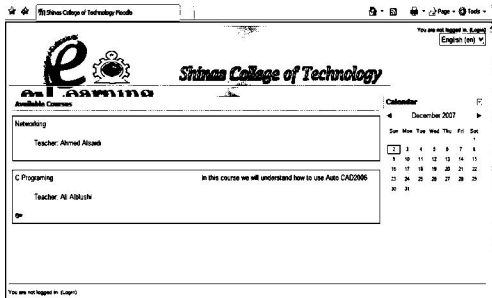 Shinas College of Technology Moodle
Page Tools
You are not logged in. (Login)
English (en)
e
Shinas College of Technology
eLearning
Available Courses
Networking
Teacher: Ahmed Alsaidi
C Programing In this course we will understand how to use Auto CAD2006
Teacher: Ali Alblushi
Calendar
December 2007
Sun Mon Tue Wed Thu Fri Sat
1
2 3 4 5 6 7 8
9 10 11 12 13 14 15
16 17 18 19 20 21 22
23 24 25 26 27 28 29
30 31
You are not logged in. (Login)